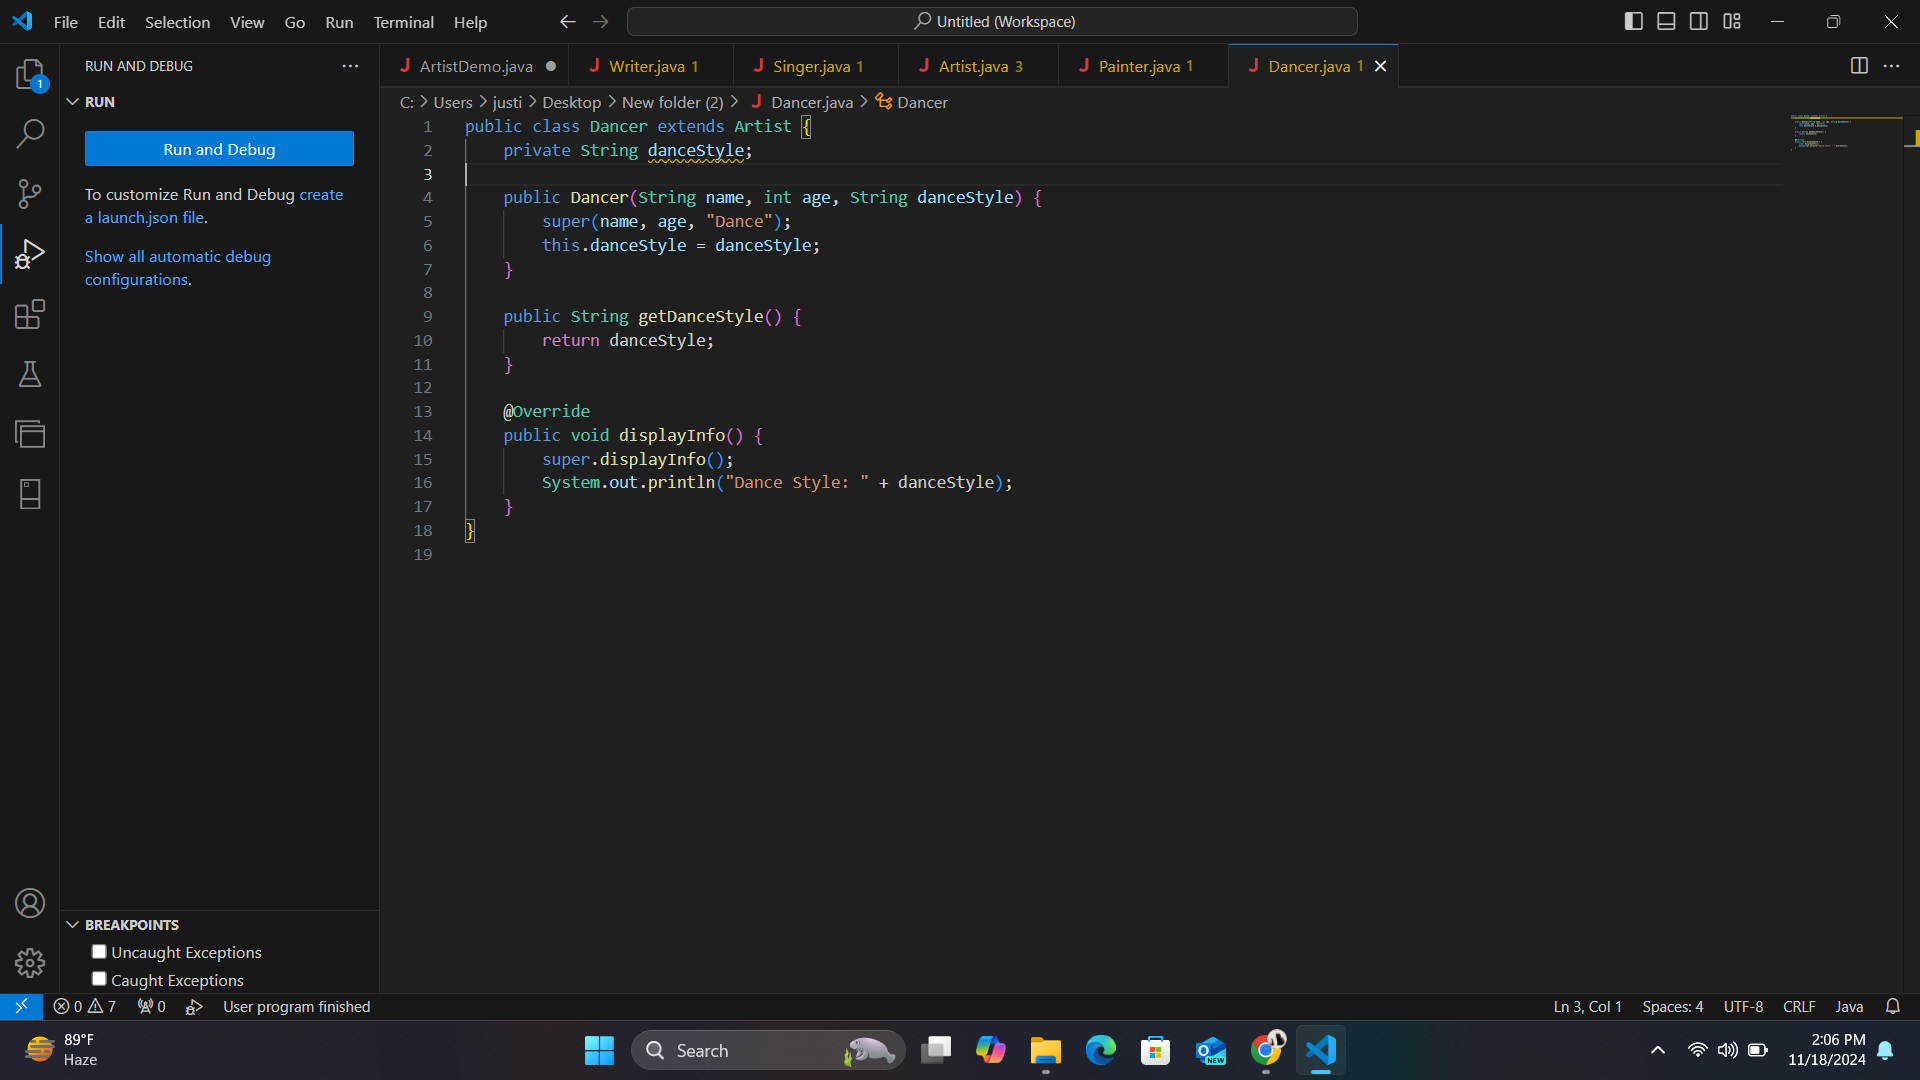 File Edit Selection View Go Run Terminal Help
Untitled (Workspace)
RUN AND DEBUG
RUN
Run and Debug
To customize Run and Debug create
a launch.json file.
Show all automatic debug
configurations.
BREAKPOINTS
Uncaught Exceptions
Caught Exceptions
1
ArtistDemo.java
Writer.java 1
Singer.java 1
Artist.java 3
Painter.java 1
Dancer.java 1
C: > Users > justi > Desktop > New folder (2) > Dancer.java > Dancer
1 public class Dancer extends Artist {
2 private String danceStyle;
3
4 public Dancer(String name, int age, String danceStyle) {
5 super(name, age, "Dance");
6 this.danceStyle = danceStyle;
7 }
8
9 public String getDanceStyle() {
10 return danceStyle;
11 }
12
13 @Override
14 public void displayInfo() {
15 super.displayInfo();
16 System.out.println("Dance Style: " + danceStyle);
17 }
18 }
19
0 7 0 User program finished
Ln 3, Col 1 Spaces: 4 UTF-8 CRLF Java
89°F
Haze
Search
NEW
2:06 PM
11/18/2024